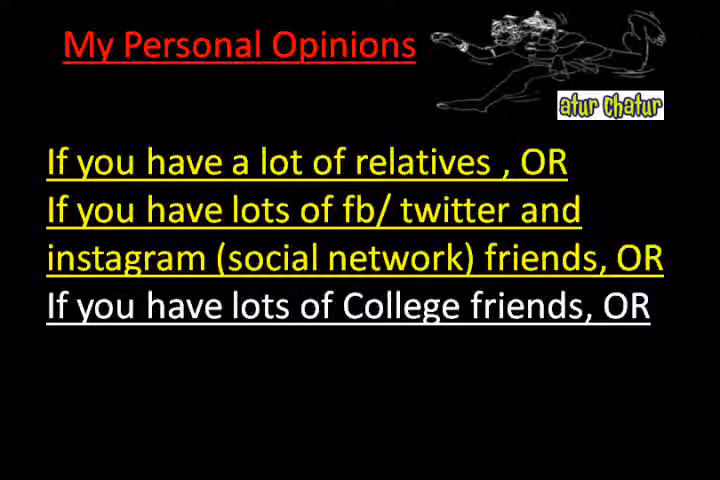 My Personal Opinions
atur chatur
If you have a lot of relatives , OR
If you have lots of fb/ twitter and
instagram (social network) friends, OR
If you have lots of College friends, OR